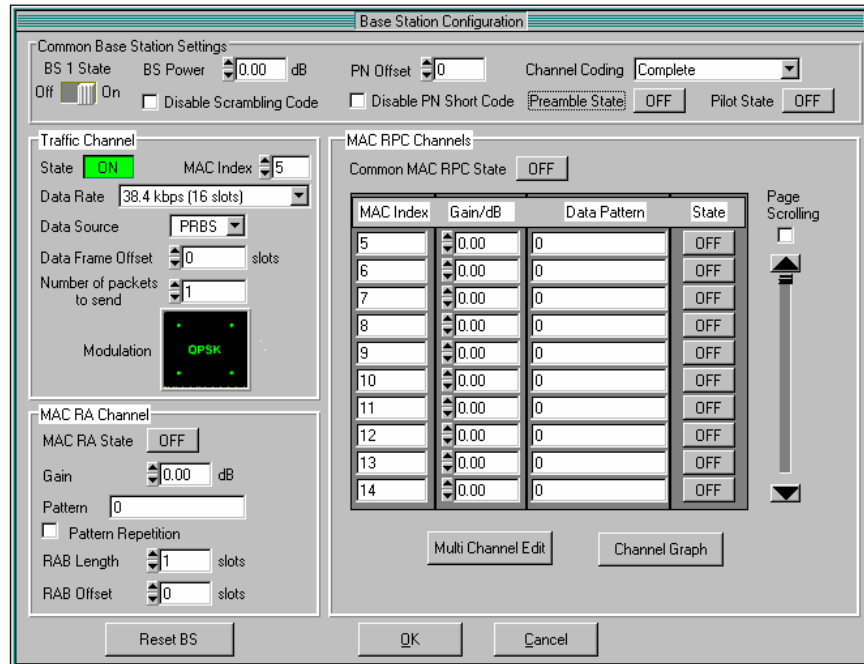 Base Station Configuration
Common Base Station Settings
BS 1 State
Off On
BS Power 0.00 dB
PN Offset 0
Channel Coding Complete
Disable Scrambling Code
Disable PN Short Code
Preamble State OFF
Pilot State OFF
Traffic Channel
State ON
MAC Index 5
Data Rate 38.4 kbps (16 slots)
Data Source PRBS
Data Frame Offset 0 slots
Number of packets
to send 1
Modulation QPSK
MAC RA Channel
MAC RA State OFF
Gain 0.00 dB
Pattern 0
Pattern Repetition
RAB Length 1 slots
RAB Offset 0 slots
MAC RPC Channels
Common MAC RPC State OFF
MAC Index Gain/dB Data Pattern State
5 0.00 0 OFF
6 0.00 0 OFF
7 0.00 0 OFF
8 0.00 0 OFF
9 0.00 0 OFF
10 0.00 0 OFF
11 0.00 0 OFF
12 0.00 0 OFF
13 0.00 0 OFF
14 0.00 0 OFF
Page
Scrolling
Multi Channel Edit
Channel Graph
Reset BS
OK
Cancel